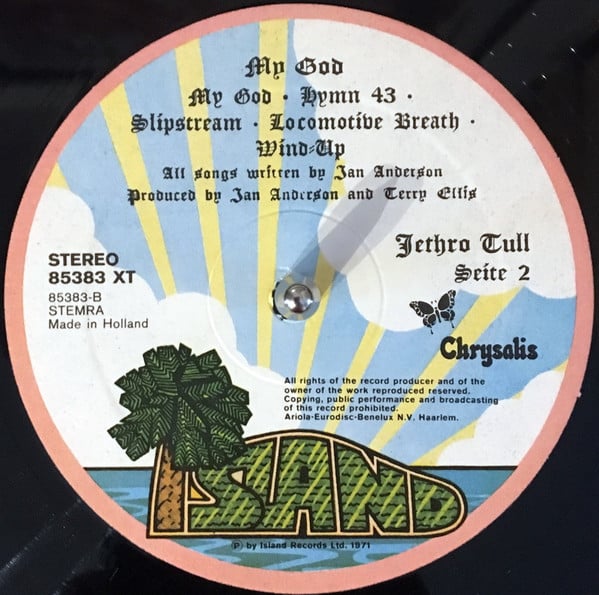 My God
My God · Hymn 43 ·
Slipstream · Locomotive Breath ·
Wind-Up
All songs written by Ian Anderson
Produced by Ian Anderson and Terry Ellis
Jethro Tull
Seite 2
STEREO
85383 XT
85383-B
STEMRA
Made in Holland
Chrysalis
All rights of the record producer and of the
owner of the work reproduced reserved.
Copying, public performance and broadcasting
of this record prohibited.
Ariola-Eurodisc-Benelux N.V. Haarlem.
ISLAND
℗ by Island Records Ltd. 1971